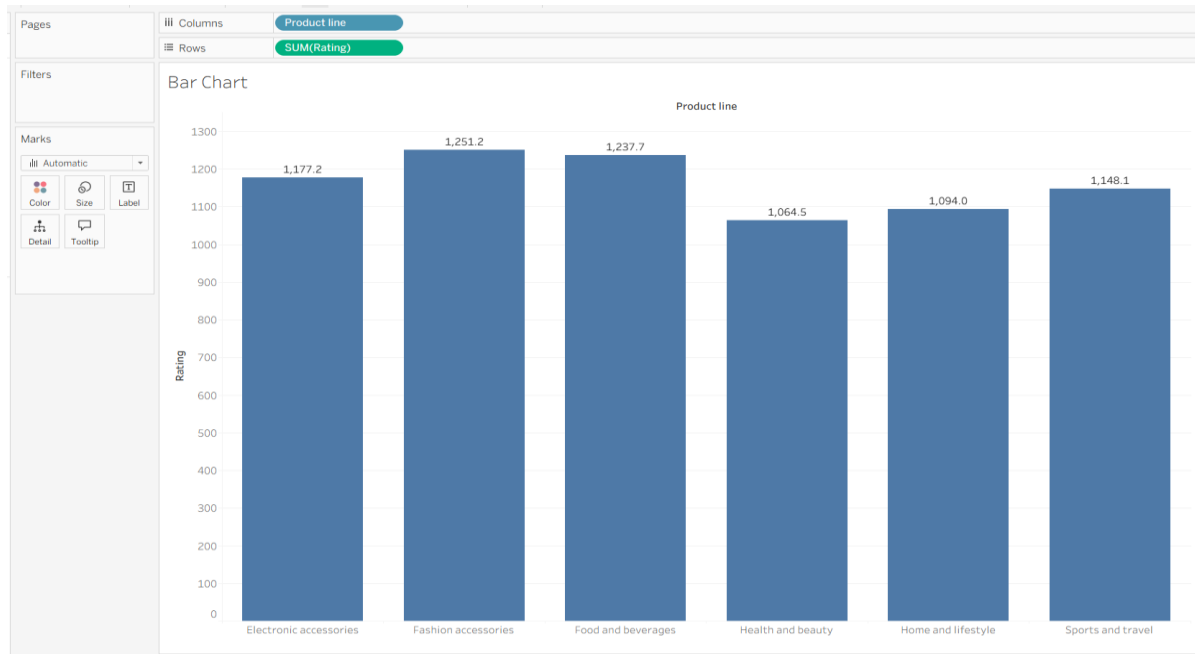 Pages
Columns
Product line
Rows
SUM(Rating)
Filters
Marks
Automatic
Color
Size
Label
Detail
Tooltip
Bar Chart
Product line
Rating
1300
1200
1100
1000
900
800
700
600
500
400
300
200
100
0
1,177.2
1,251.2
1,237.7
1,064.5
1,094.0
1,148.1
Electronic accessories
Fashion accessories
Food and beverages
Health and beauty
Home and lifestyle
Sports and travel